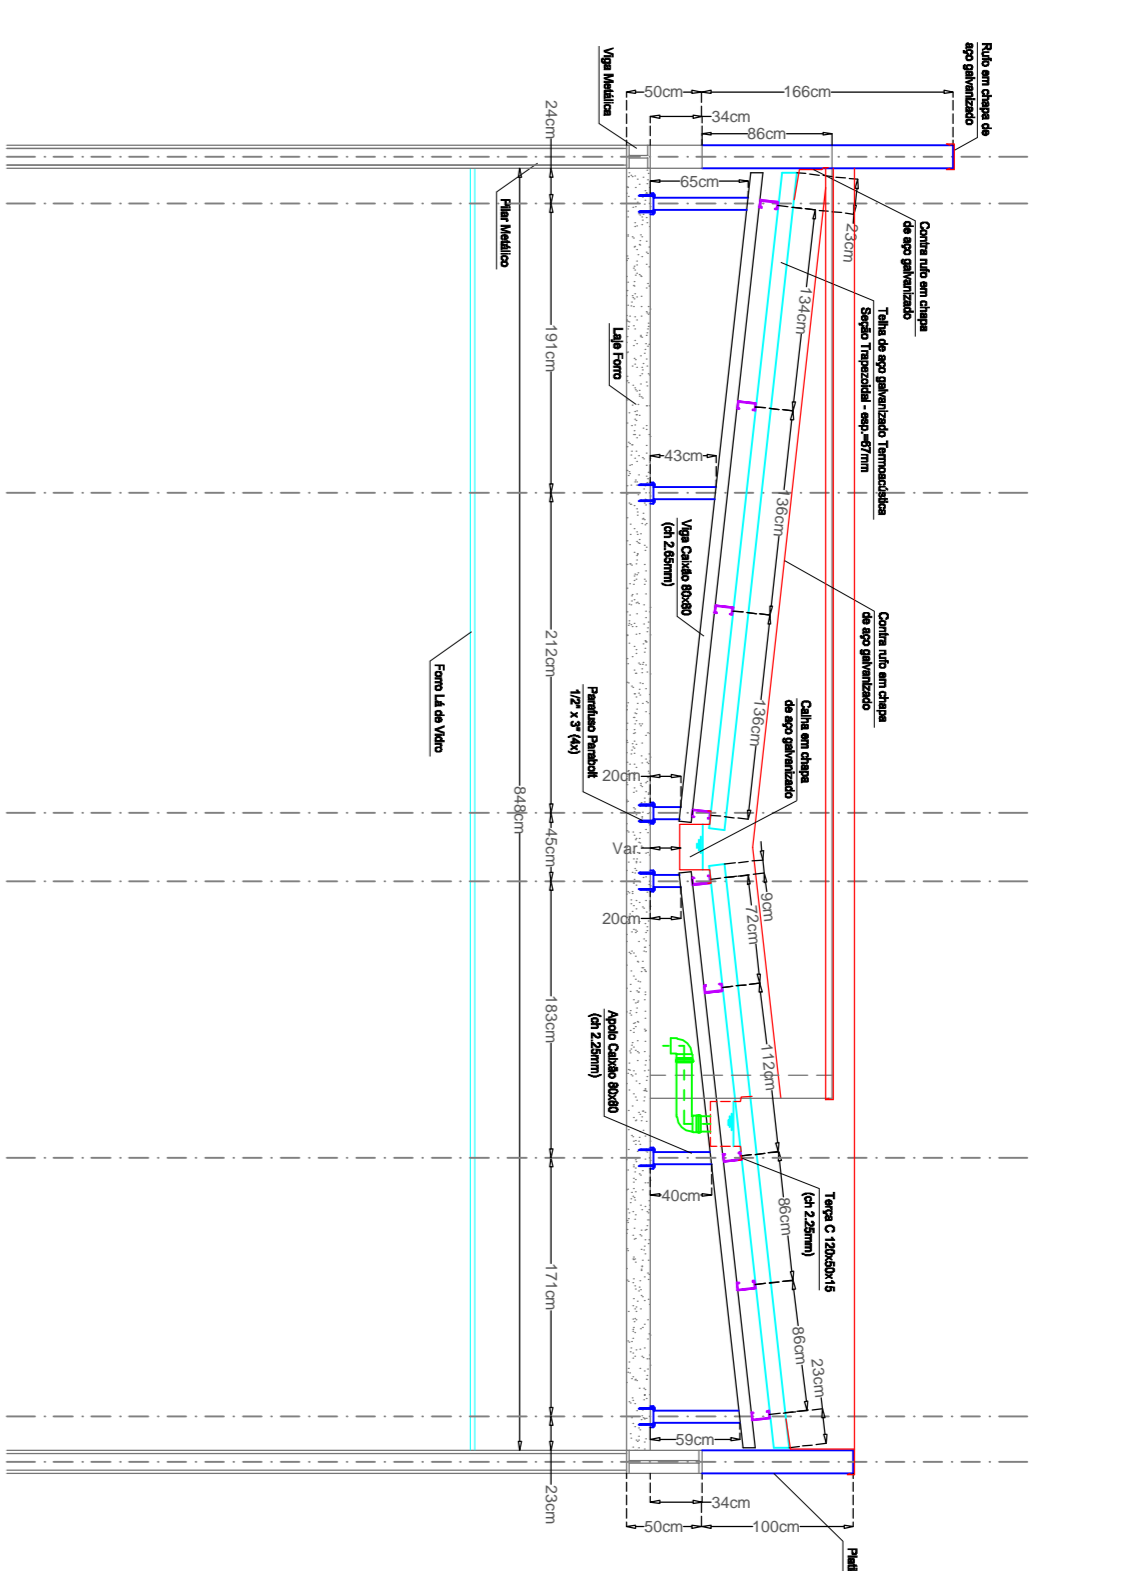 Rufo em chapa de
aço galvanizado
Viga Metálica
50cm
166cm
34cm
86cm
24cm
65cm
Pilar Metálico
23cm
Contra rufo em chapa
de aço galvanizado
134cm
Telha de aço galvanizado Termoacústica
Seção Trapezoidal - esp.=67mm
191cm
Laje Forro
43cm
136cm
Viga Caixão 80x80
(ch 2.65mm)
Contra rufo em chapa
de aço galvanizado
212cm
Forro Lã de Vidro
Parafuso Parabolt
1/2" x 3" (4x)
136cm
Calha em chapa
de aço galvanizado
20cm
848cm
45cm
Var.
9cm
72cm
20cm
183cm
Apoio Caixão 80x80
(ch 2.25mm)
112cm
40cm
Terça C 120x50x15
(ch 2.25mm)
86cm
171cm
86cm
23cm
59cm
23cm
34cm
50cm
100cm